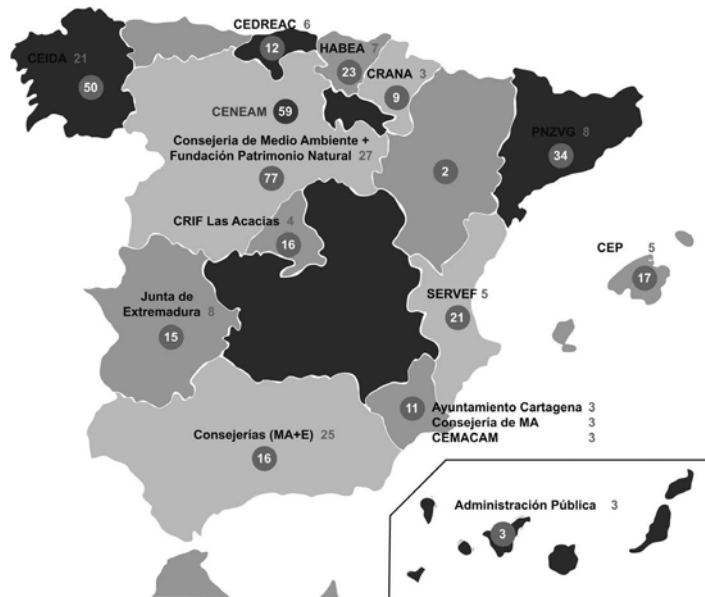 CEDREAC 6
12
CEIDA 21
50
HABEA 7
23
CRANA 3
9
CENEAM 59
Consejeria de Medio Ambiente +
Fundación Patrimonio Natural 27
77
PNZVG 8
34
2
CRIF Las Acacias 4
16
CEP 5
17
Junta de
Extremadura 8
15
SERVEF 5
21
11
Ayuntamiento Cartagena 3
Consejería de MA 3
CEMACAM 3
Consejerías (MA+E) 25
16
Administración Pública 3
3